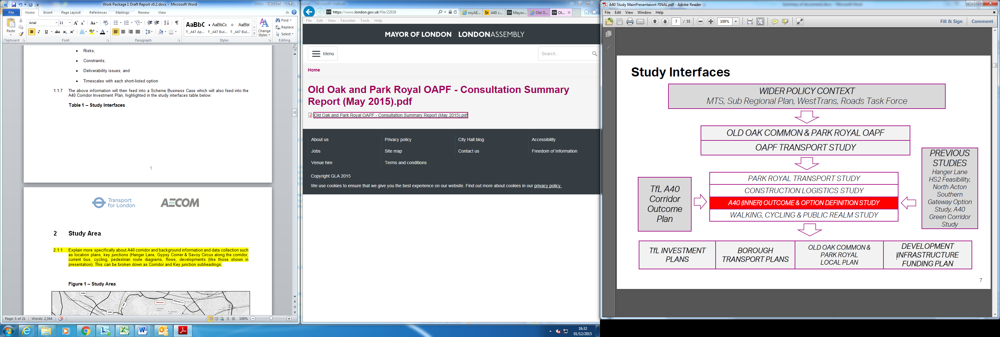 Work Package 1 Draft Report v0.2.docx - Microsoft Word
File Home Insert Page Layout References Mailings Review View
Arial 11
Paste
B I U abc
AaBbC AaBbCc AaBb(
¶ _A47 Ap... ¶ _A47 Bul... ¶ _A47 Bul...
Change Styles
Find
Replace
Select
Clipboard Font Paragraph Styles Editing
• Risks;
• Constraints;
• Deliverability issues; and
• Timescales with each short-listed option
1.1.7 The above information will then feed into a Scheme Business Case which will also feed into the
A40 Corridor Investment Plan, highlighted in the study interfaces table below:
Table 1 – Study Interfaces
1
Transport for London
AECOM
2 Study Area
2.1.1 Explain more specifically about A40 corridor and background information and data collection such
as location plans, key junctions (Hanger Lane, Gypsy Corner & Savoy Circus along the corridor,
current bus, cycling, pedestrian route diagrams, flows, developments (like those shown in
presentation). This can be broken down as Corridor and Key junction subheadings.
Figure 1 – Study Area
A404
Willesden
Willesden Ln
A404
Page: 5 of 21 Words: 2,344 100%
https://www.london.gov.uk/file/22928
myAE... A40 c... Mayor... Old O... Ol...
File Edit View Favorites Tools Help
MAYOR OF LONDON LONDONASSEMBLY
Menu
Search...
Home
Old Oak and Park Royal OAPF - Consultation Summary
Report (May 2015).pdf
Old Oak and Park Royal OAPF - Consultation Summary Report (May 2015).pdf
About us Privacy policy City Hall blog Accessibility
Jobs Site map Contact us Freedom of Information
Venue hire Terms and conditions
Copyright GLA 2015
We use cookies to ensure that we give you the best experience on our website. Find out more about cookies in our privacy policy.
16:32
01/12/2015
A40 Study MainPresentaiont FINAL.pdf - Adobe Reader
File Edit View Window Help
7 / 55 109%
Fill & Sign Comment
Study Interfaces
WIDER POLICY CONTEXT
MTS, Sub Regional Plan, WestTrans, Roads Task Force
OLD OAK COMMON & PARK ROYAL OAPF
OAPF TRANSPORT STUDY
PARK ROYAL TRANSPORT STUDY
CONSTRUCTION LOGISTICS STUDY
A40 (INNER) OUTCOME & OPTION DEFINITION STUDY
WALKING, CYCLING & PUBLIC REALM STUDY
TfL A40
Corridor
Outcome
Plan
PREVIOUS
STUDIES
Hanger Lane
HS2 Feasibility,
North Acton
Southern
Gateway Option
Study, A40
Green Corridor
Study
TfL INVESTMENT
PLANS
BOROUGH
TRANSPORT PLANS
OLD OAK COMMON &
PARK ROYAL
LOCAL PLAN
DEVELOPMENT
INFRASTRUCTURE
FUNDING PLAN
7